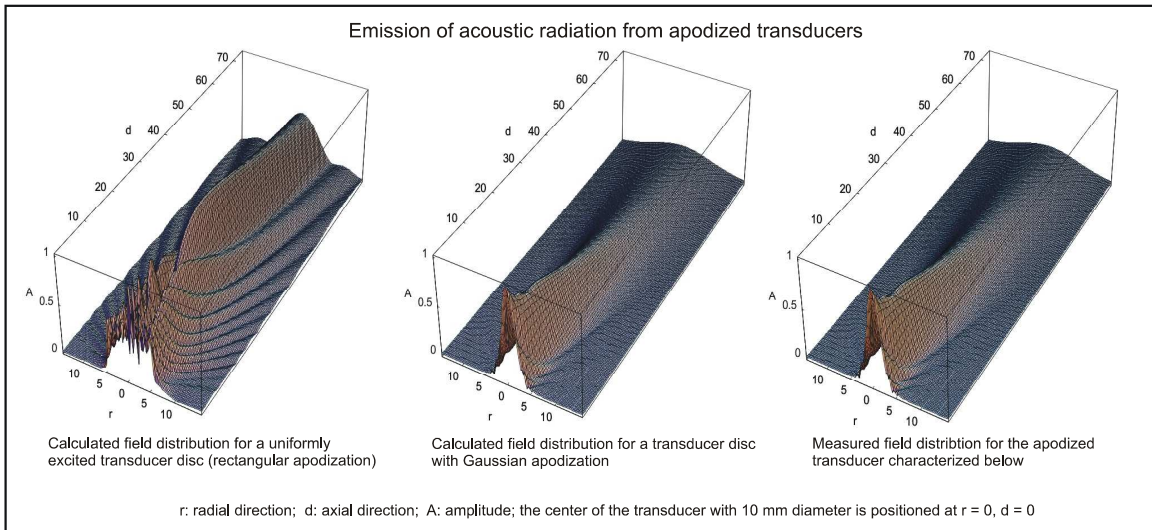 Emission of acoustic radiation from apodized transducers
70
60
50
d
40
30
20
10
1
A
0.5
0
10
5
0
5
10
r
70
60
50
d
40
30
20
10
1
A
0.5
0
10
5
0
5
10
r
70
60
50
d
40
30
20
10
1
A
0.5
0
10
5
0
5
10
r
Calculated field distribution for a uniformly
excited transducer disc (rectangular apodization)
Calculated field distribution for a transducer disc
with Gaussian apodization
Measured field distribtion for the apodized
transducer characterized below
r: radial direction; d: axial direction; A: amplitude; the center of the transducer with 10 mm diameter is positioned at r = 0, d = 0